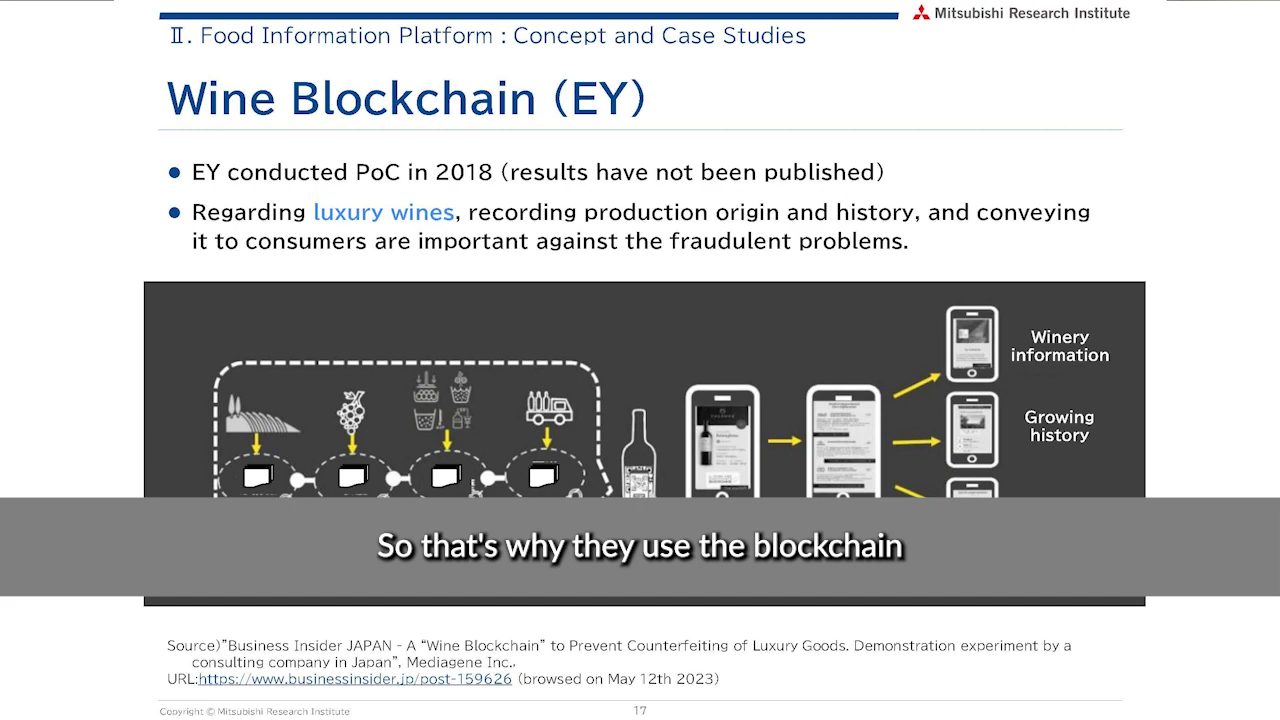 Mitsubishi Research Institute
Ⅱ. Food Information Platform : Concept and Case Studies
Wine Blockchain (EY)
● EY conducted PoC in 2018 (results have not been published)
● Regarding luxury wines, recording production origin and history, and conveying
it to consumers are important against the fraudulent problems.
Winery
information
Growing
history
So that's why they use the blockchain
Source)"Business Insider JAPAN - A “Wine Blockchain” to Prevent Counterfeiting of Luxury Goods. Demonstration experiment by a
consulting company in Japan”, Mediagene Inc.,
URL:https://www.businessinsider.jp/post-159626 (browsed on May 12th 2023)
Copyright © Mitsubishi Research Institute
17